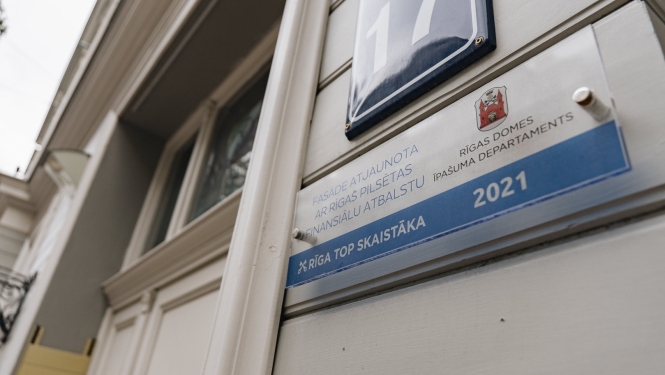 17
FASĀDE ATJAUNOTA
AR RĪGAS PILSĒTAS
FINANSIĀLU ATBALSTU
RĪGAS DOMES
ĪPAŠUMA DEPARTAMENTS
RĪGA TOP SKAISTĀKA
2021